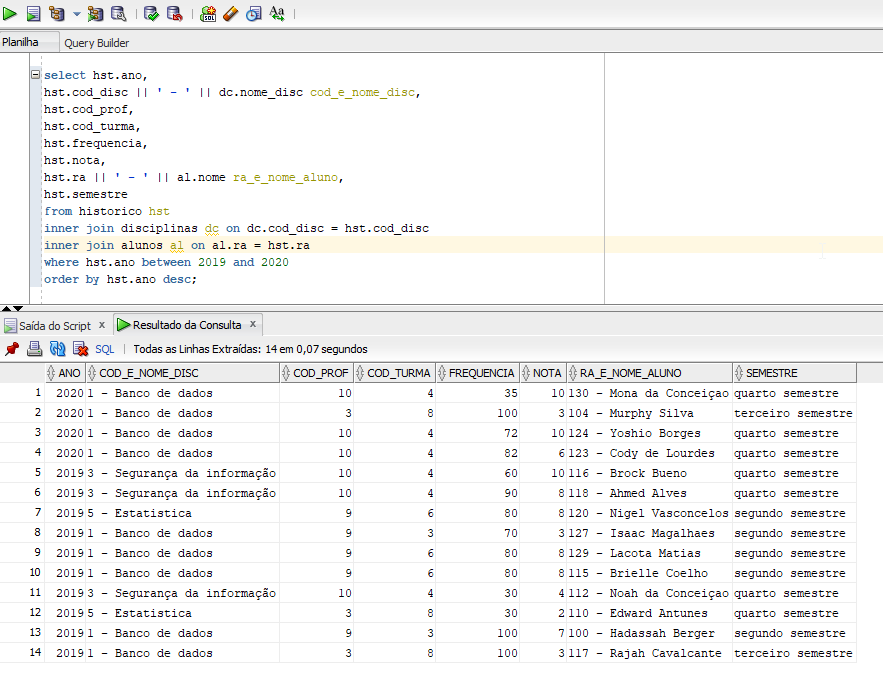 SQL
Aa
Planilha
Query Builder
select hst.ano,
hst.cod_disc || ' - ' || dc.nome_disc cod_e_nome_disc,
hst.cod_prof,
hst.cod_turma,
hst.frequencia,
hst.nota,
hst.ra || ' - ' || al.nome ra_e_nome_aluno,
hst.semestre
from historico hst
inner join disciplinas dc on dc.cod_disc = hst.cod_disc
inner join alunos al on al.ra = hst.ra
where hst.ano between 2019 and 2020
order by hst.ano desc;
Saída do Script x Resultado da Consulta x
SQL | Todas as Linhas Extraídas: 14 em 0,07 segundos
ANO COD_E_NOME_DISC COD_PROF COD_TURMA FREQUENCIA NOTA RA_E_NOME_ALUNO SEMESTRE
1 2020 1 - Banco de dados 10 4 35 10 130 - Mona da Conceiçao quarto semestre
2 2020 1 - Banco de dados 3 8 100 3 104 - Murphy Silva terceiro semestre
3 2020 1 - Banco de dados 10 4 72 10 124 - Yoshio Borges quarto semestre
4 2020 1 - Banco de dados 10 4 82 6 123 - Cody de Lourdes quarto semestre
5 2019 3 - Segurança da informação 10 4 60 10 116 - Brock Bueno quarto semestre
6 2019 3 - Segurança da informação 10 4 90 8 118 - Ahmed Alves quarto semestre
7 2019 5 - Estatistica 9 6 80 8 120 - Nigel Vasconcelos segundo semestre
8 2019 1 - Banco de dados 9 3 70 3 127 - Isaac Magalhaes segundo semestre
9 2019 1 - Banco de dados 9 6 80 8 129 - Lacota Matias segundo semestre
10 2019 1 - Banco de dados 9 6 80 8 115 - Brielle Coelho segundo semestre
11 2019 3 - Segurança da informação 10 4 30 4 112 - Noah da Conceiçao quarto semestre
12 2019 5 - Estatistica 3 8 30 2 110 - Edward Antunes quarto semestre
13 2019 1 - Banco de dados 9 3 100 7 100 - Hadassah Berger segundo semestre
14 2019 1 - Banco de dados 3 8 100 3 117 - Rajah Cavalcante terceiro semestre